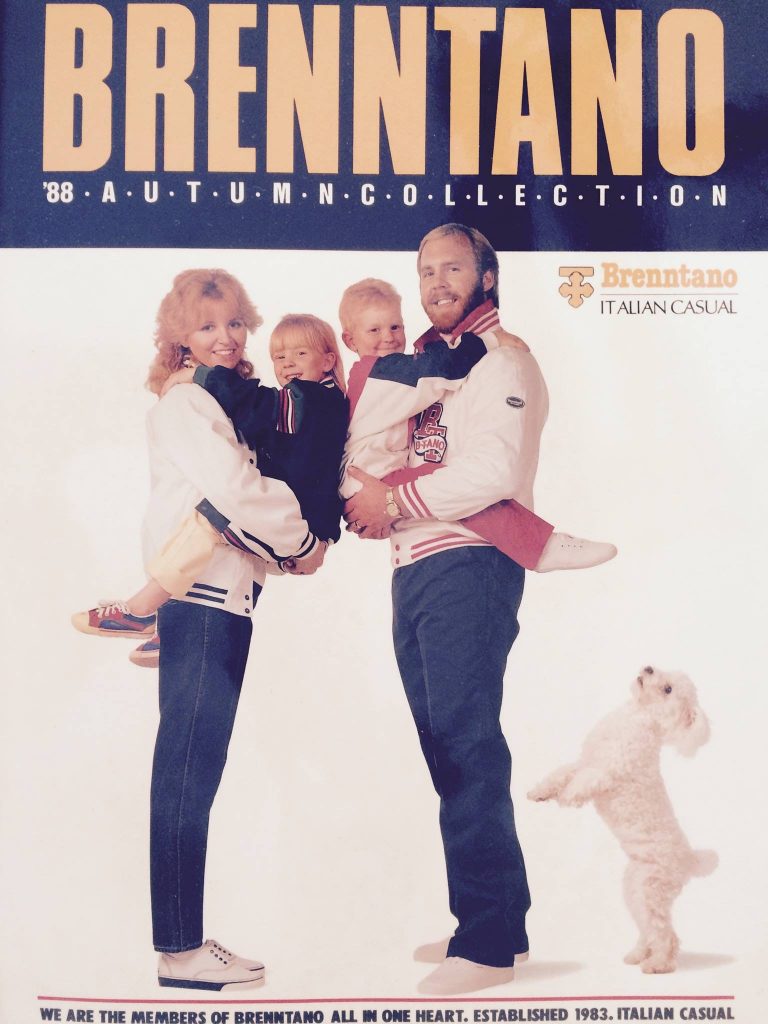 BRENNTANO
'88·A·U·T·U·M·N·C·O·L·L·E·C·T·I·O·N
Brenntano
ITALIAN CASUAL
B-TANO
WE ARE THE MEMBERS OF BRENNTANO ALL IN ONE HEART. ESTABLISHED 1983. ITALIAN CASUAL